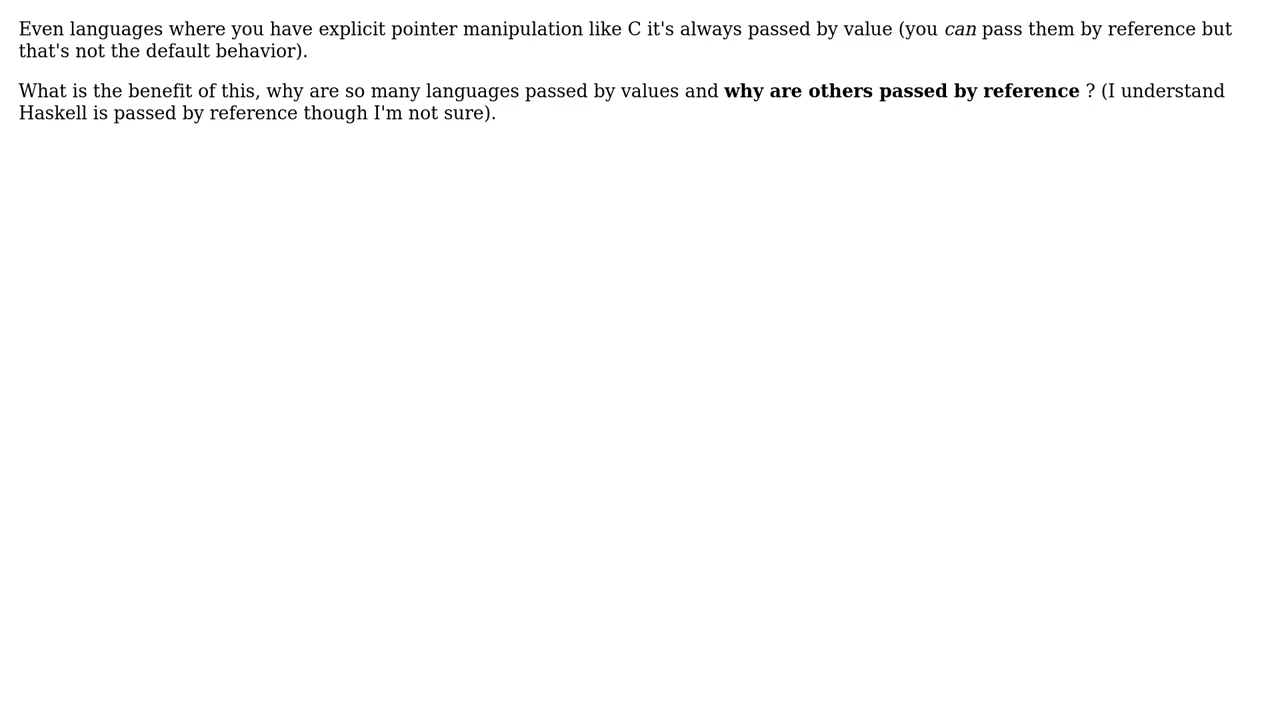 Even languages where you have explicit pointer manipulation like C it's always passed by value (you can pass them by reference but
that's not the default behavior).
What is the benefit of this, why are so many languages passed by values and why are others passed by reference ? (I understand
Haskell is passed by reference though I'm not sure).